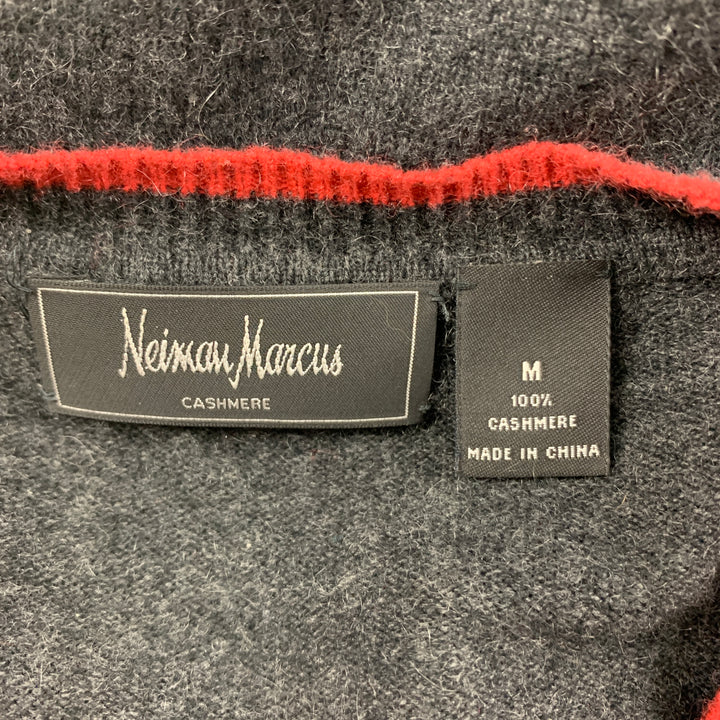 Neiman Marcus
CASHMERE
M
100%
CASHMERE
MADE IN CHINA